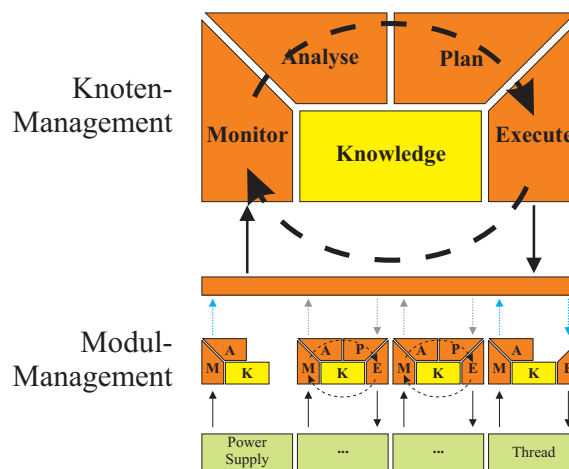 Analyse
Plan
Knoten-
Management
Monitor
Execute
Knowledge
Modul-
Management
A
M
K
A
P
M
K
E
A
P
M
K
E
A
M
K
E
Power
Supply
...
...
Thread